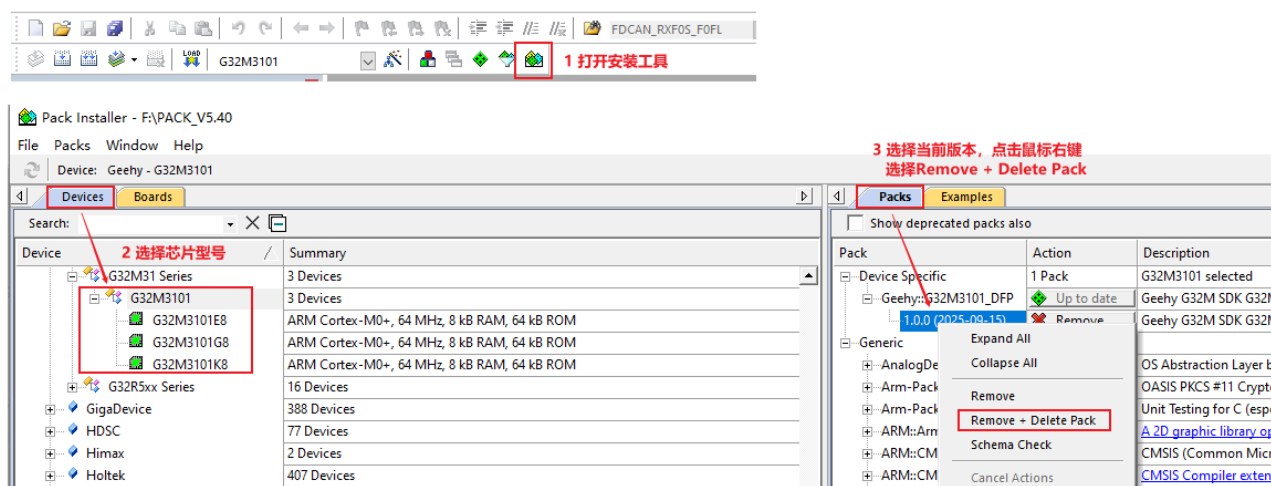 FDCAN_RXF0S_F0FL
LOAD
G32M3101
1 打开安装工具
Pack Installer - F:\PACK_V5.40
File Packs Window Help
3 选择当前版本，点击鼠标右键
选择Remove + Delete Pack
Device: Geehy - G32M3101
Devices Boards
Packs Examples
Search:
Show deprecated packs also
Device 2 选择芯片型号 Summary
Pack Action Description
G32M31 Series 3 Devices
Device Specific 1 Pack G32M3101 selected
G32M3101 3 Devices
Geehy::G32M3101_DFP Up to date Geehy G32M SDK G32M
G32M3101E8 ARM Cortex-M0+, 64 MHz, 8 kB RAM, 64 kB ROM
1.0.0 (2025-09-15) Remove Geehy G32M SDK G32M
G32M3101G8 ARM Cortex-M0+, 64 MHz, 8 kB RAM, 64 kB ROM
Generic
G32M3101K8 ARM Cortex-M0+, 64 MHz, 8 kB RAM, 64 kB ROM
AnalogDe OS Abstraction Layer
G32R5xx Series 16 Devices
Arm-Pack OASIS PKCS #11 Crypt
GigaDevice 388 Devices
Arm-Pack Unit Testing for C (esp
HDSC 77 Devices
ARM::Arm A 2D graphic library op
Himax 2 Devices
ARM::CM CMSIS (Common Micr
Holtek 407 Devices
ARM::CM CMSIS Compiler exten
Expand All
Collapse All
Remove
Remove + Delete Pack
Schema Check
Cancel Actions